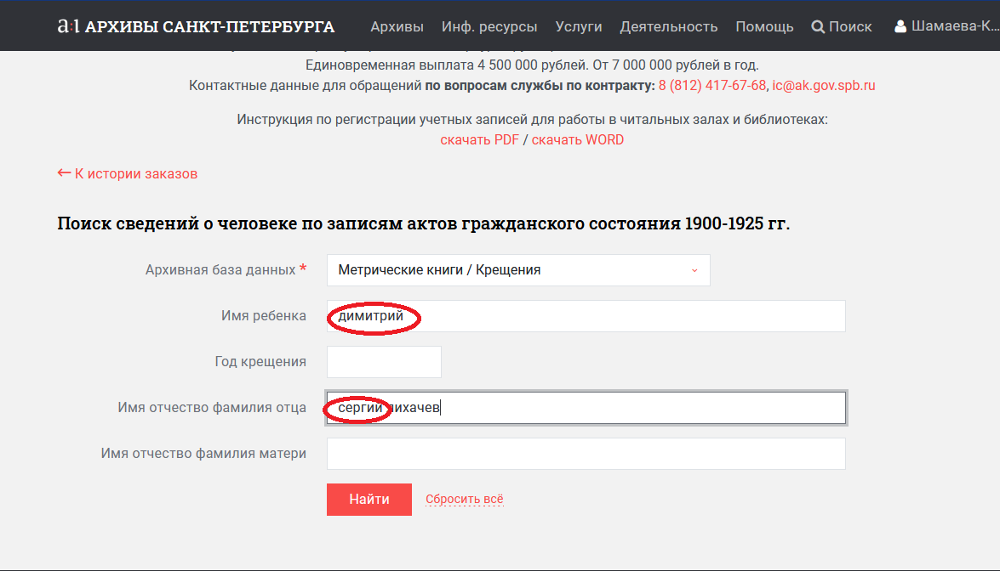 a:l АРХИВЫ САНКТ-ПЕТЕРБУРГА Архивы Инф. ресурсы Услуги Деятельность Помощь Поиск Шамаева-К...
Единовременная выплата 4 500 000 рублей. От 7 000 000 рублей в год.
Контактные данные для обращений по вопросам службы по контракту: 8 (812) 417-67-68, ic@ak.gov.spb.ru
Инструкция по регистрации учетных записей для работы в читальных залах и библиотеках:
скачать PDF / скачать WORD
← К истории заказов
Поиск сведений о человеке по записям актов гражданского состояния 1900-1925 гг.
Архивная база данных * Метрические книги / Крещения
Имя ребенка димитрий
Год крещения
Имя отчество фамилия отца сергий лихачев
Имя отчество фамилия матери
Найти Сбросить всё